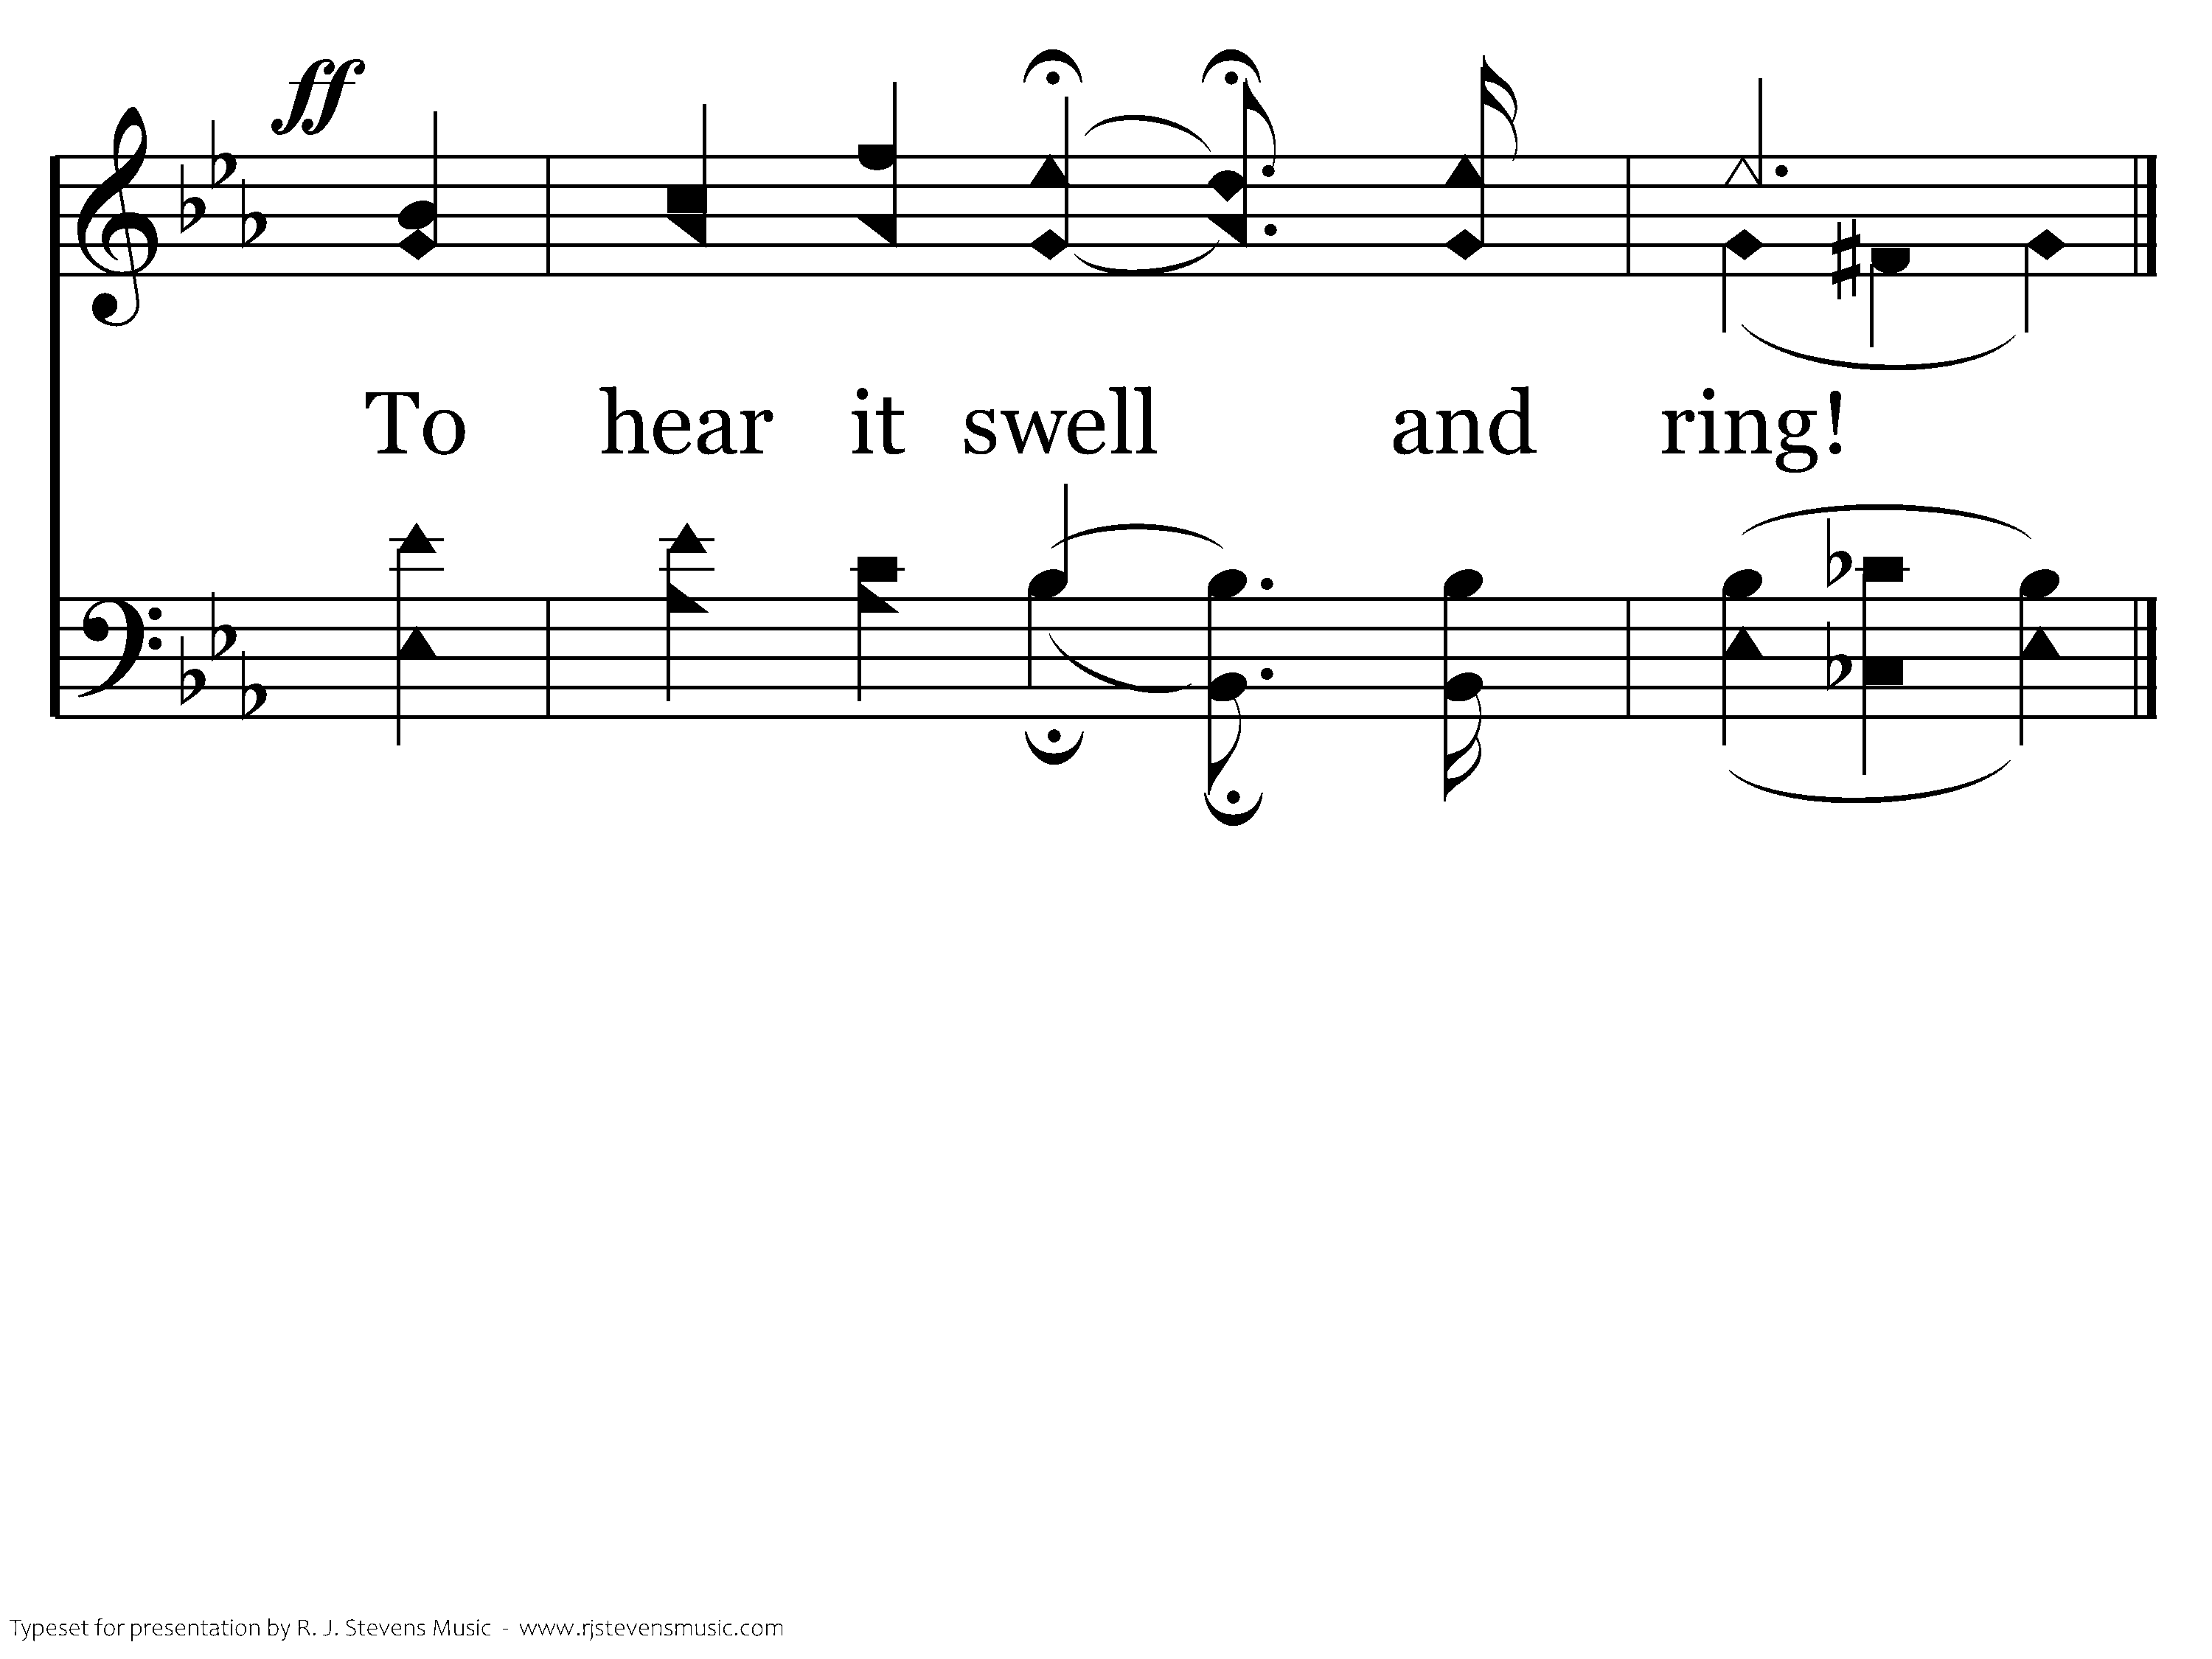 ff
To hear it swell and ring!
Typeset for presentation by R. J. Stevens Music - www.rjstevensmusic.com